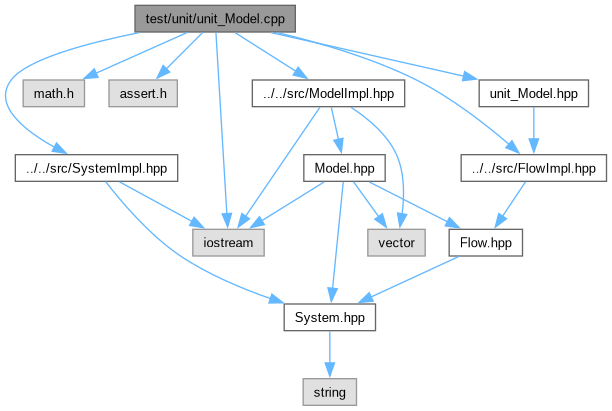 test/unit/unit_Model.cpp
math.h
assert.h
../../src/ModelImpl.hpp
unit_Model.hpp
../../src/SystemImpl.hpp
Model.hpp
../../src/FlowImpl.hpp
iostream
vector
Flow.hpp
System.hpp
string